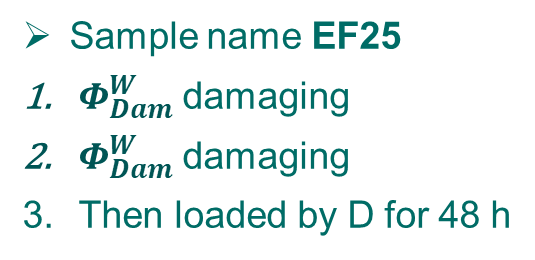 ➢ Sample name EF25
1. Φ^W_Dam damaging
2. Φ^W_Dam damaging
3. Then loaded by D for 48 h